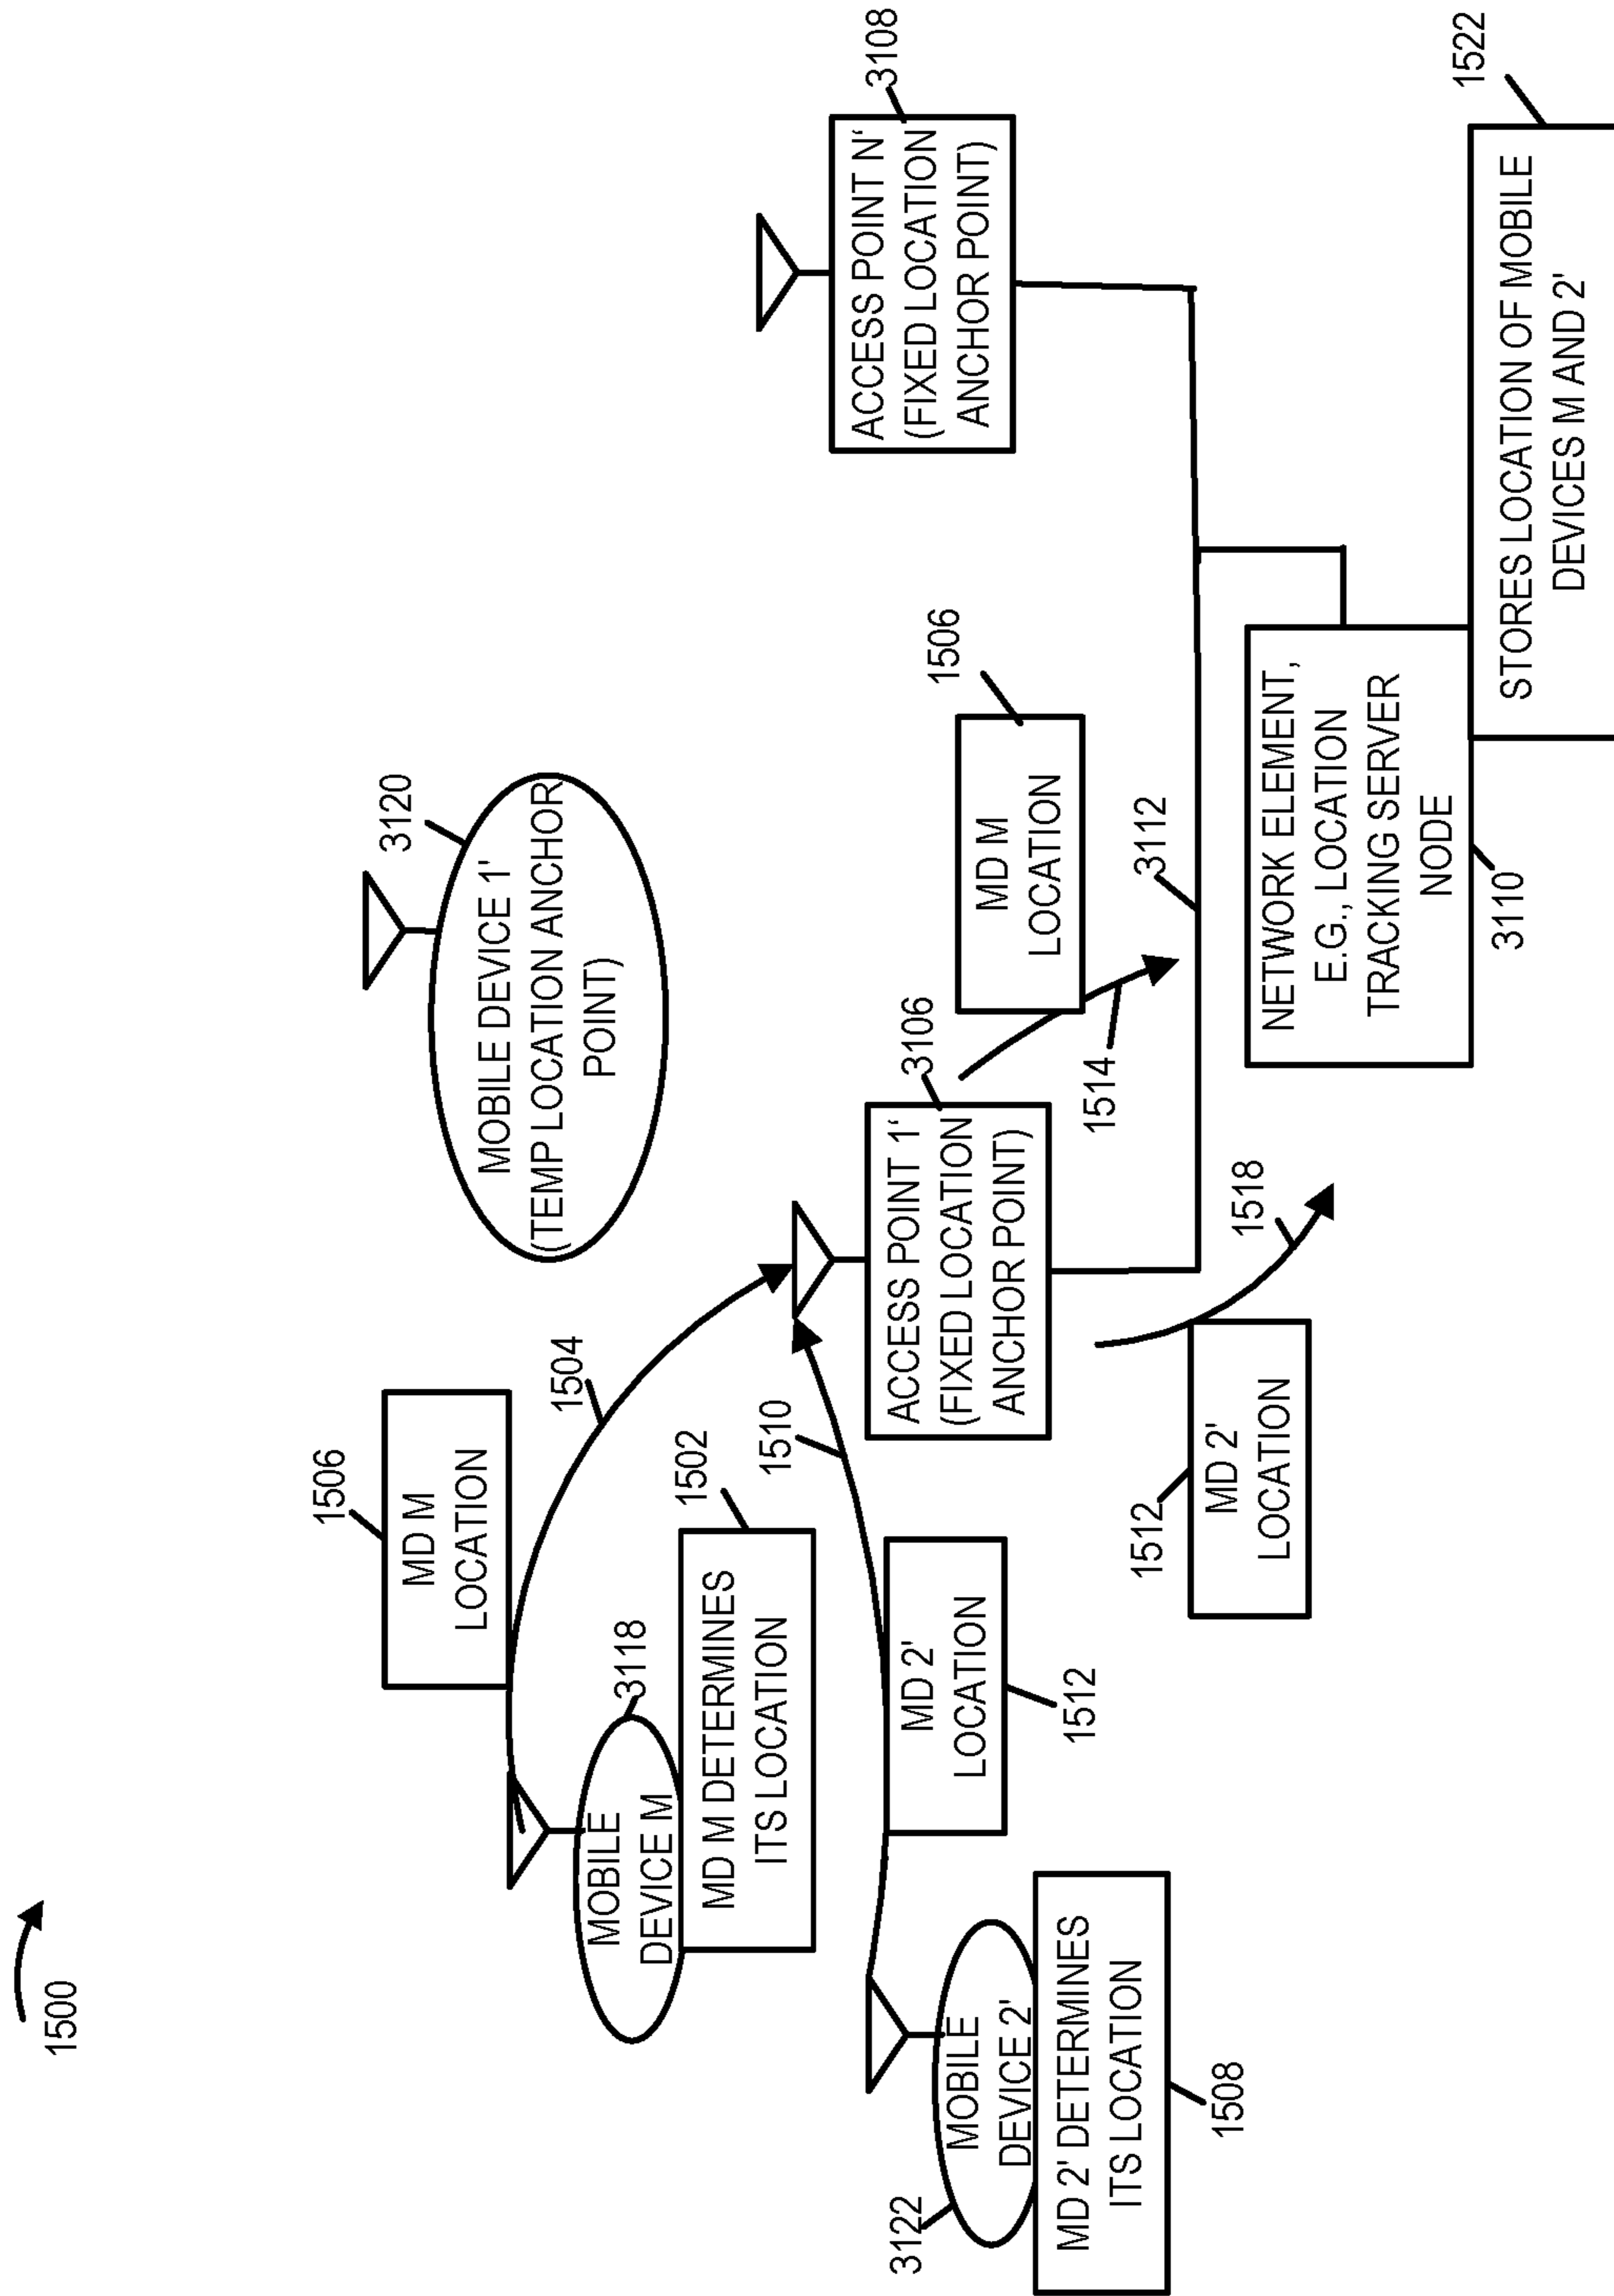 1500
1506
MD M
LOCATION
1504
3120
MOBILE DEVICE 1'
(TEMP LOCATION ANCHOR
POINT)
MOBILE
DEVICE M
3118
MD M DETERMINES
ITS LOCATION
1502
1510
3108
ACCESS POINT N'
(FIXED LOCATION
ANCHOR POINT)
3106
ACCESS POINT 1'
(FIXED LOCATION
ANCHOR POINT)
1506
MD M
LOCATION
1514
3112
3122
MOBILE
DEVICE 2'
MD 2' DETERMINES
ITS LOCATION
1508
MD 2'
LOCATION
1512
1512
MD 2'
LOCATION
1518
NETWORK ELEMENT,
E.G., LOCATION
TRACKING SERVER
NODE
3110
1522
STORES LOCATION OF MOBILE
DEVICES M AND 2'